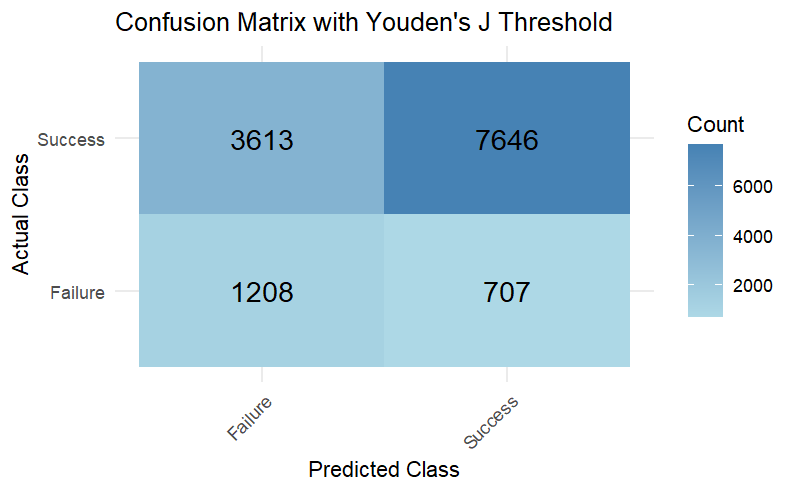 Confusion Matrix with Youden's J Threshold
Actual Class
Success
3613
7646
Failure
1208
707
Failure
Success
Predicted Class
Count
6000
4000
2000